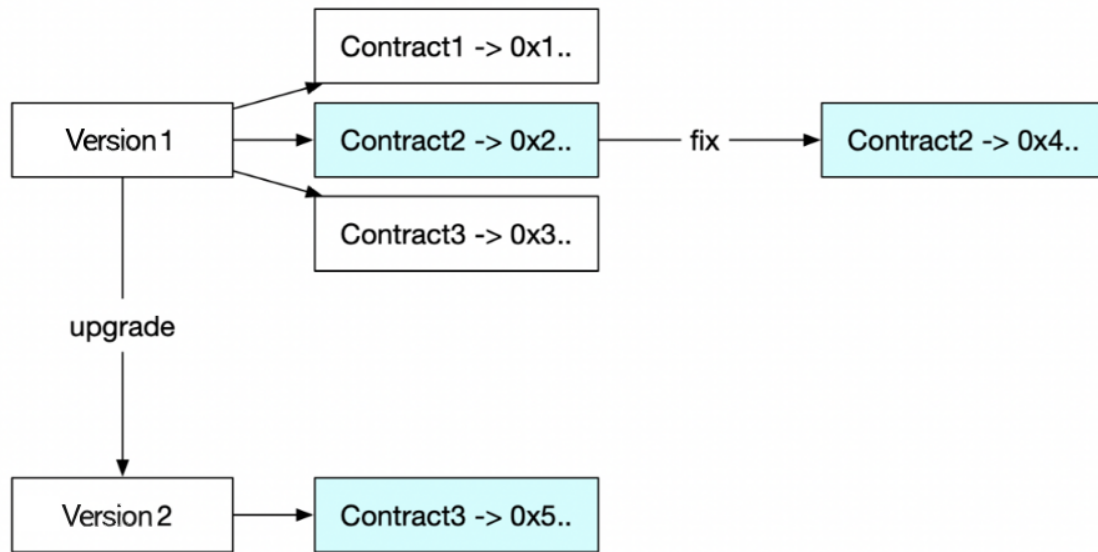 Contract1 -> 0x1..
Version 1
Contract2 -> 0x2..
fix
Contract2 -> 0x4..
Contract3 -> 0x3..
upgrade
Version 2
Contract3 -> 0x5..